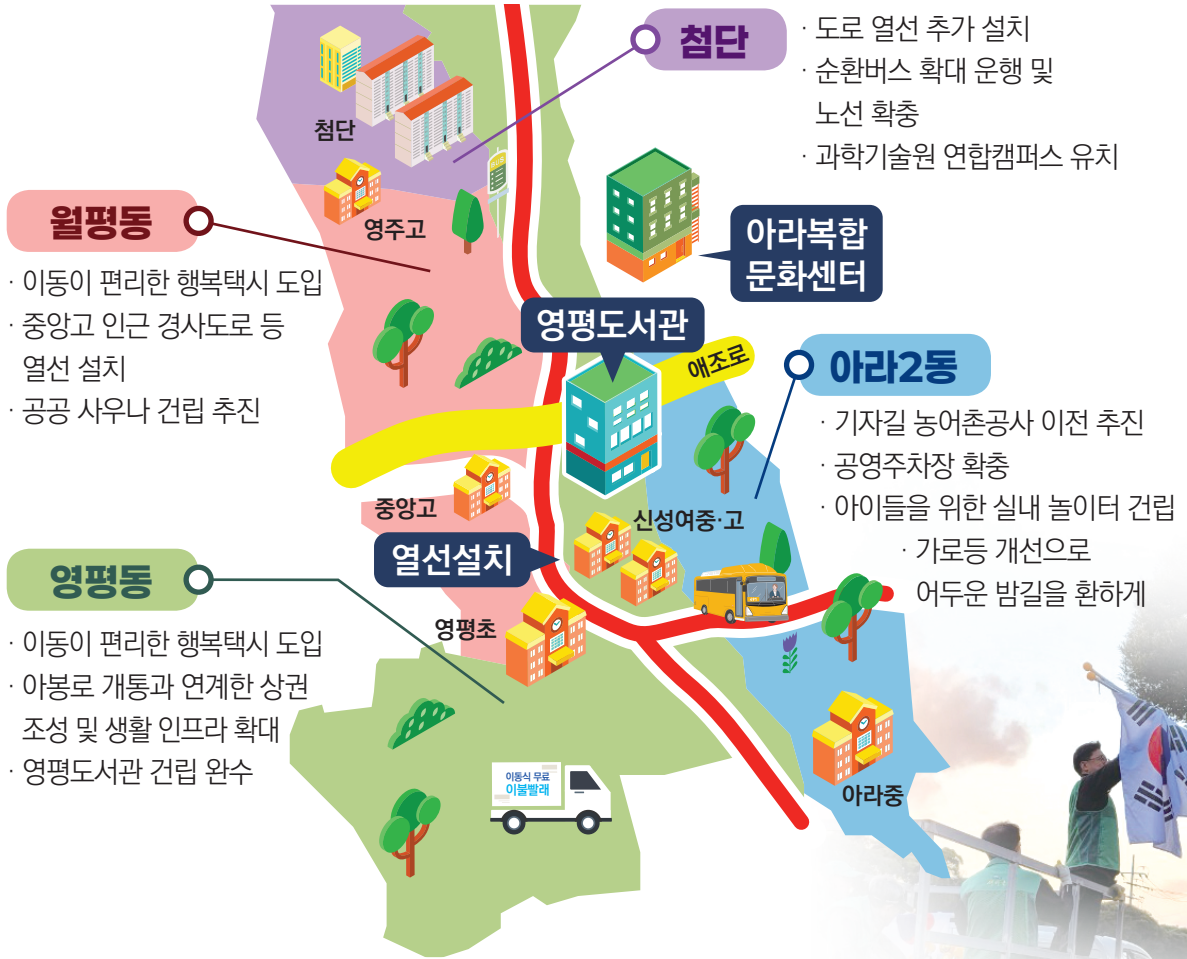 첨단
· 도로 열선 추가 설치
· 순환버스 확대 운행 및
노선 확충
· 과학기술원 연합캠퍼스 유치
첨단
영주고
월평동
· 이동이 편리한 행복택시 도입
· 중앙고 인근 경사도로 등
열선 설치
· 공공 사우나 건립 추진
아라복합
문화센터
영평도서관
애조로
아라2동
· 기자길 농어촌공사 이전 추진
· 공영주차장 확충
· 아이들을 위한 실내 놀이터 건립
· 가로등 개선으로
어두운 밤길을 환하게
중앙고
신성여중·고
열선설치
영평동
· 이동이 편리한 행복택시 도입
· 아봉로 개통과 연계한 상권
조성 및 생활 인프라 확대
· 영평도서관 건립 완수
영평초
이동식 무료
이불빨래
아라중